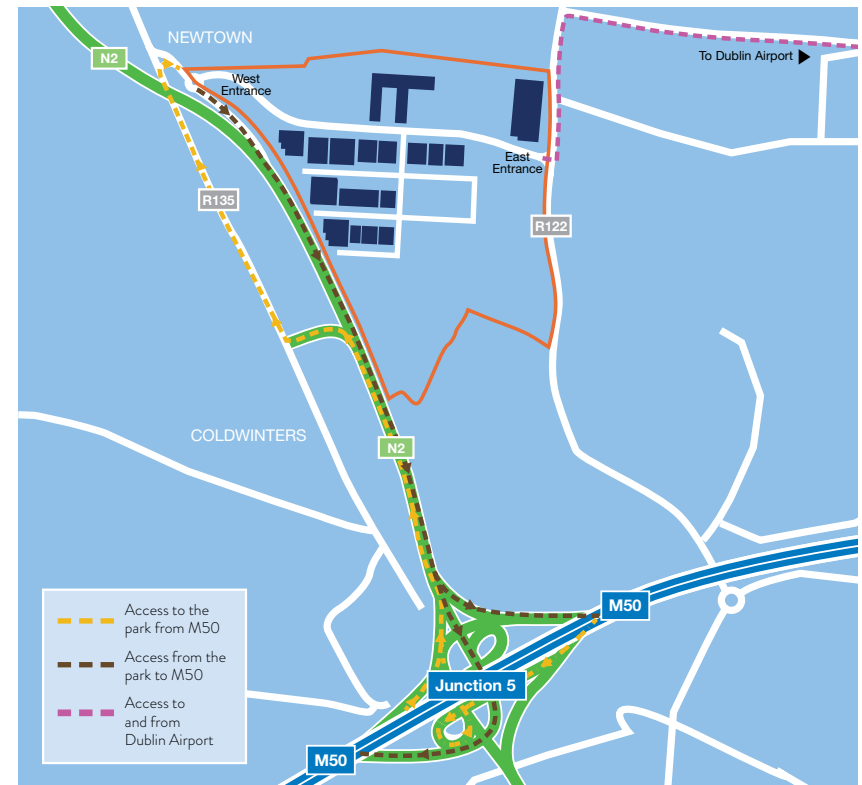 NEWTOWN
N2
To Dublin Airport
West
Entrance
East
Entrance
R135
R122
COLDWINTERS
N2
M50
Junction 5
M50
Access to the
park from M50
Access from the
park to M50
Access to
and from
Dublin Airport